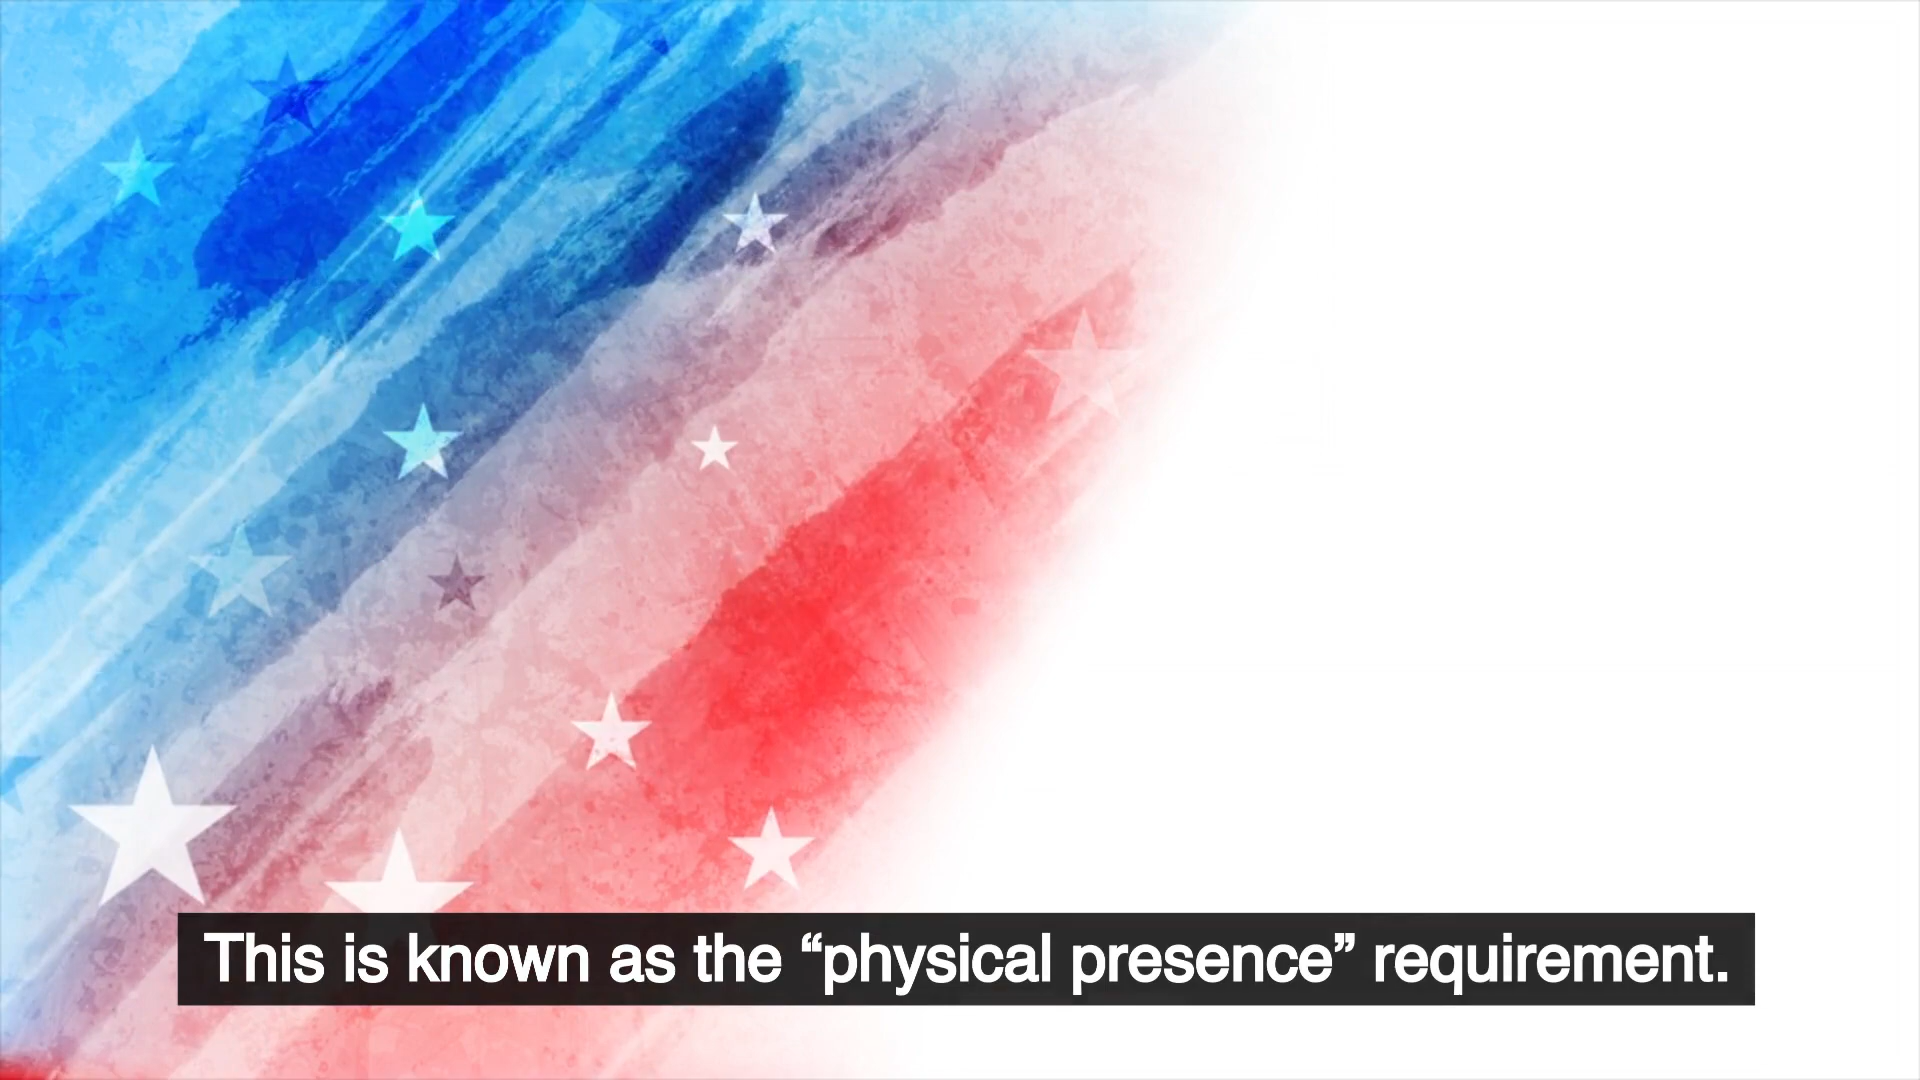 This is known as the “physical presence” requirement.